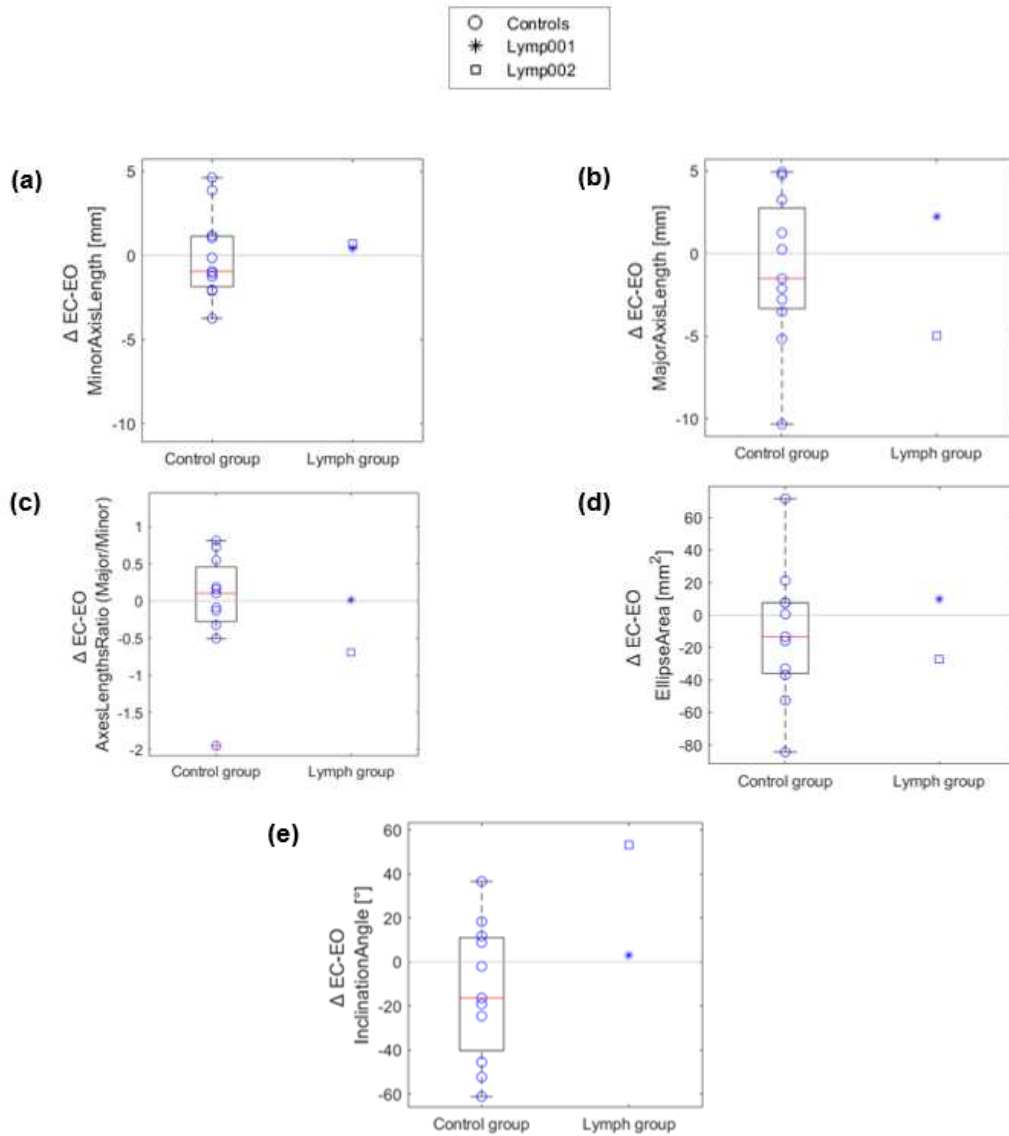 Controls
Lymp001
Lymp002
(a)
Δ EC-EO
MinorAxisLength [mm]
5
0
-5
-10
Control group
Lymph group
(b)
Δ EC-EO
MajorAxisLength [mm]
5
0
-5
-10
Control group
Lymph group
(c)
Δ EC-EO
AxesLengthsRatio (Major/Minor)
1
0.5
0
-0.5
-1
-1.5
-2
Control group
Lymph group
(d)
Δ EC-EO
EllipseArea [mm²]
60
40
20
0
-20
-40
-60
-80
Control group
Lymph group
(e)
Δ EC-EO
InclinationAngle [°]
60
40
20
0
-20
-40
-60
Control group
Lymph group